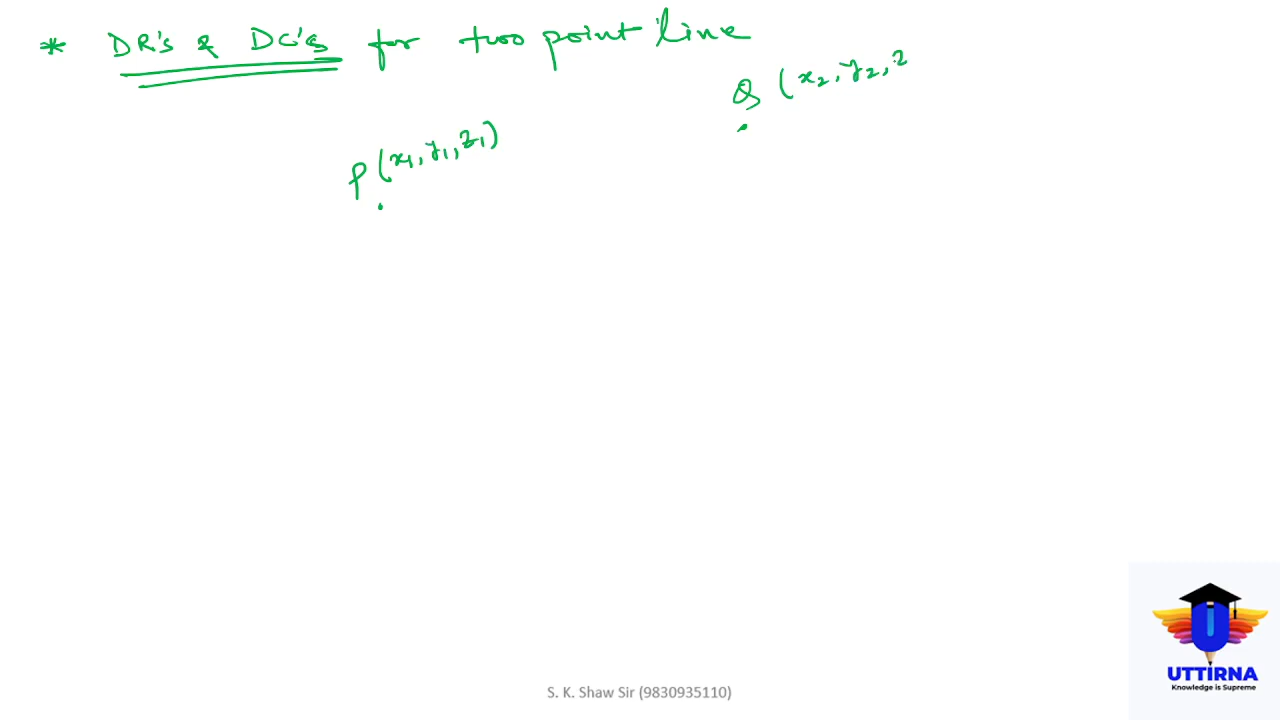 * DR's & DC's for two point line
Q (x2, y2, z
P (x1, y1, z1)
U
UTTIRNA
Knowledge is Supreme
S. K. Shaw Sir (9830935110)